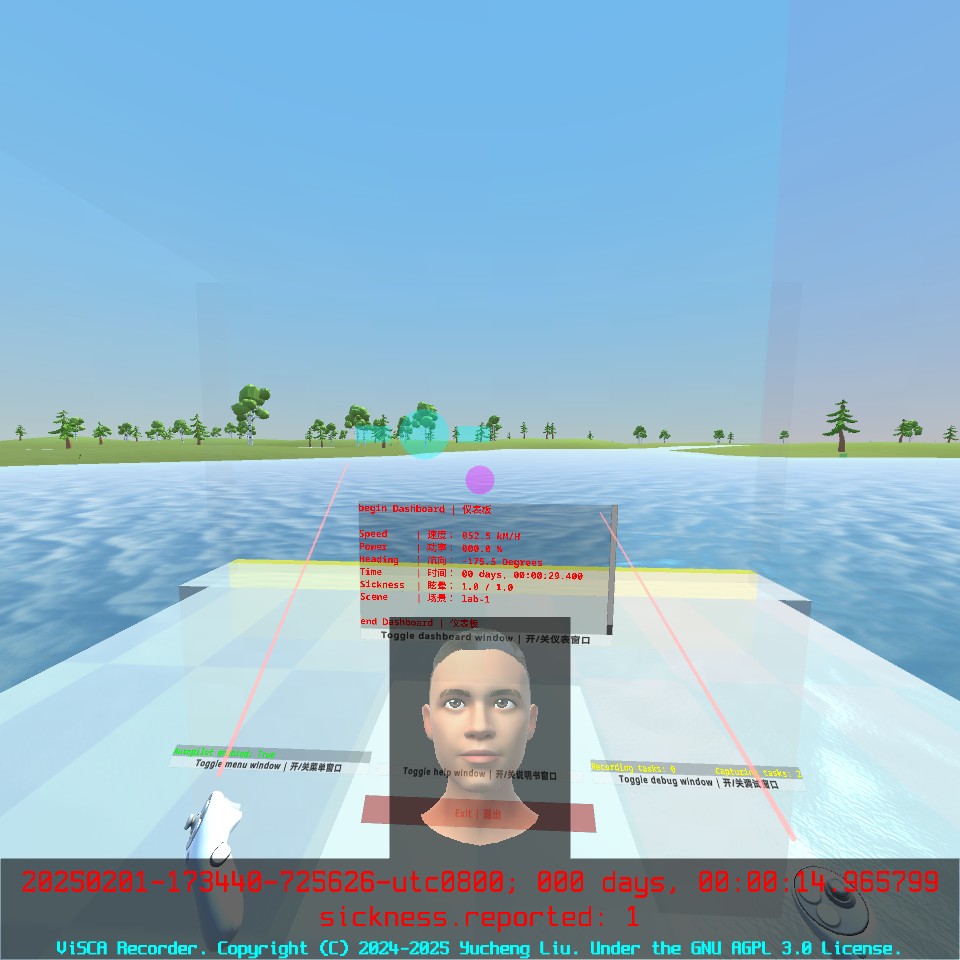 begin Dashboard | 仪表板
Speed | 速度: 052.5 kM/H
Power | 功率: 000.0 %
Heading | 航向: -175.5 Degrees
Time | 时间: 00 days, 00:00:29.400
Sickness | 眩晕: 1.0 / 1.0
Scene | 场景: lab-1
end Dashboard | 仪表板
Toggle dashboard window | 开/关仪表窗口
Autopilot enabled: True
Toggle menu window | 开/关菜单窗口
Toggle help window | 开/关说明书窗口
Recording tasks: 0 Capturing tasks: 2
Toggle debug window | 开/关调试窗口
Exit | 退出
20250201-173440-725626-utc0800; 000 days, 00:00:14.965799
sickness.reported: 1
ViSCA Recorder. Copyright (C) 2024-2025 Yucheng Liu. Under the GNU AGPL 3.0 License.